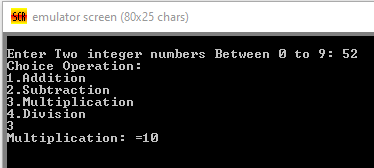 SCR emulator screen (80x25 chars)
Enter Two integer numbers Between 0 to 9: 52
Choice Operation:
1.Addition
2.Subtraction
3.Multiplication
4.Division
3
Multiplication: =10